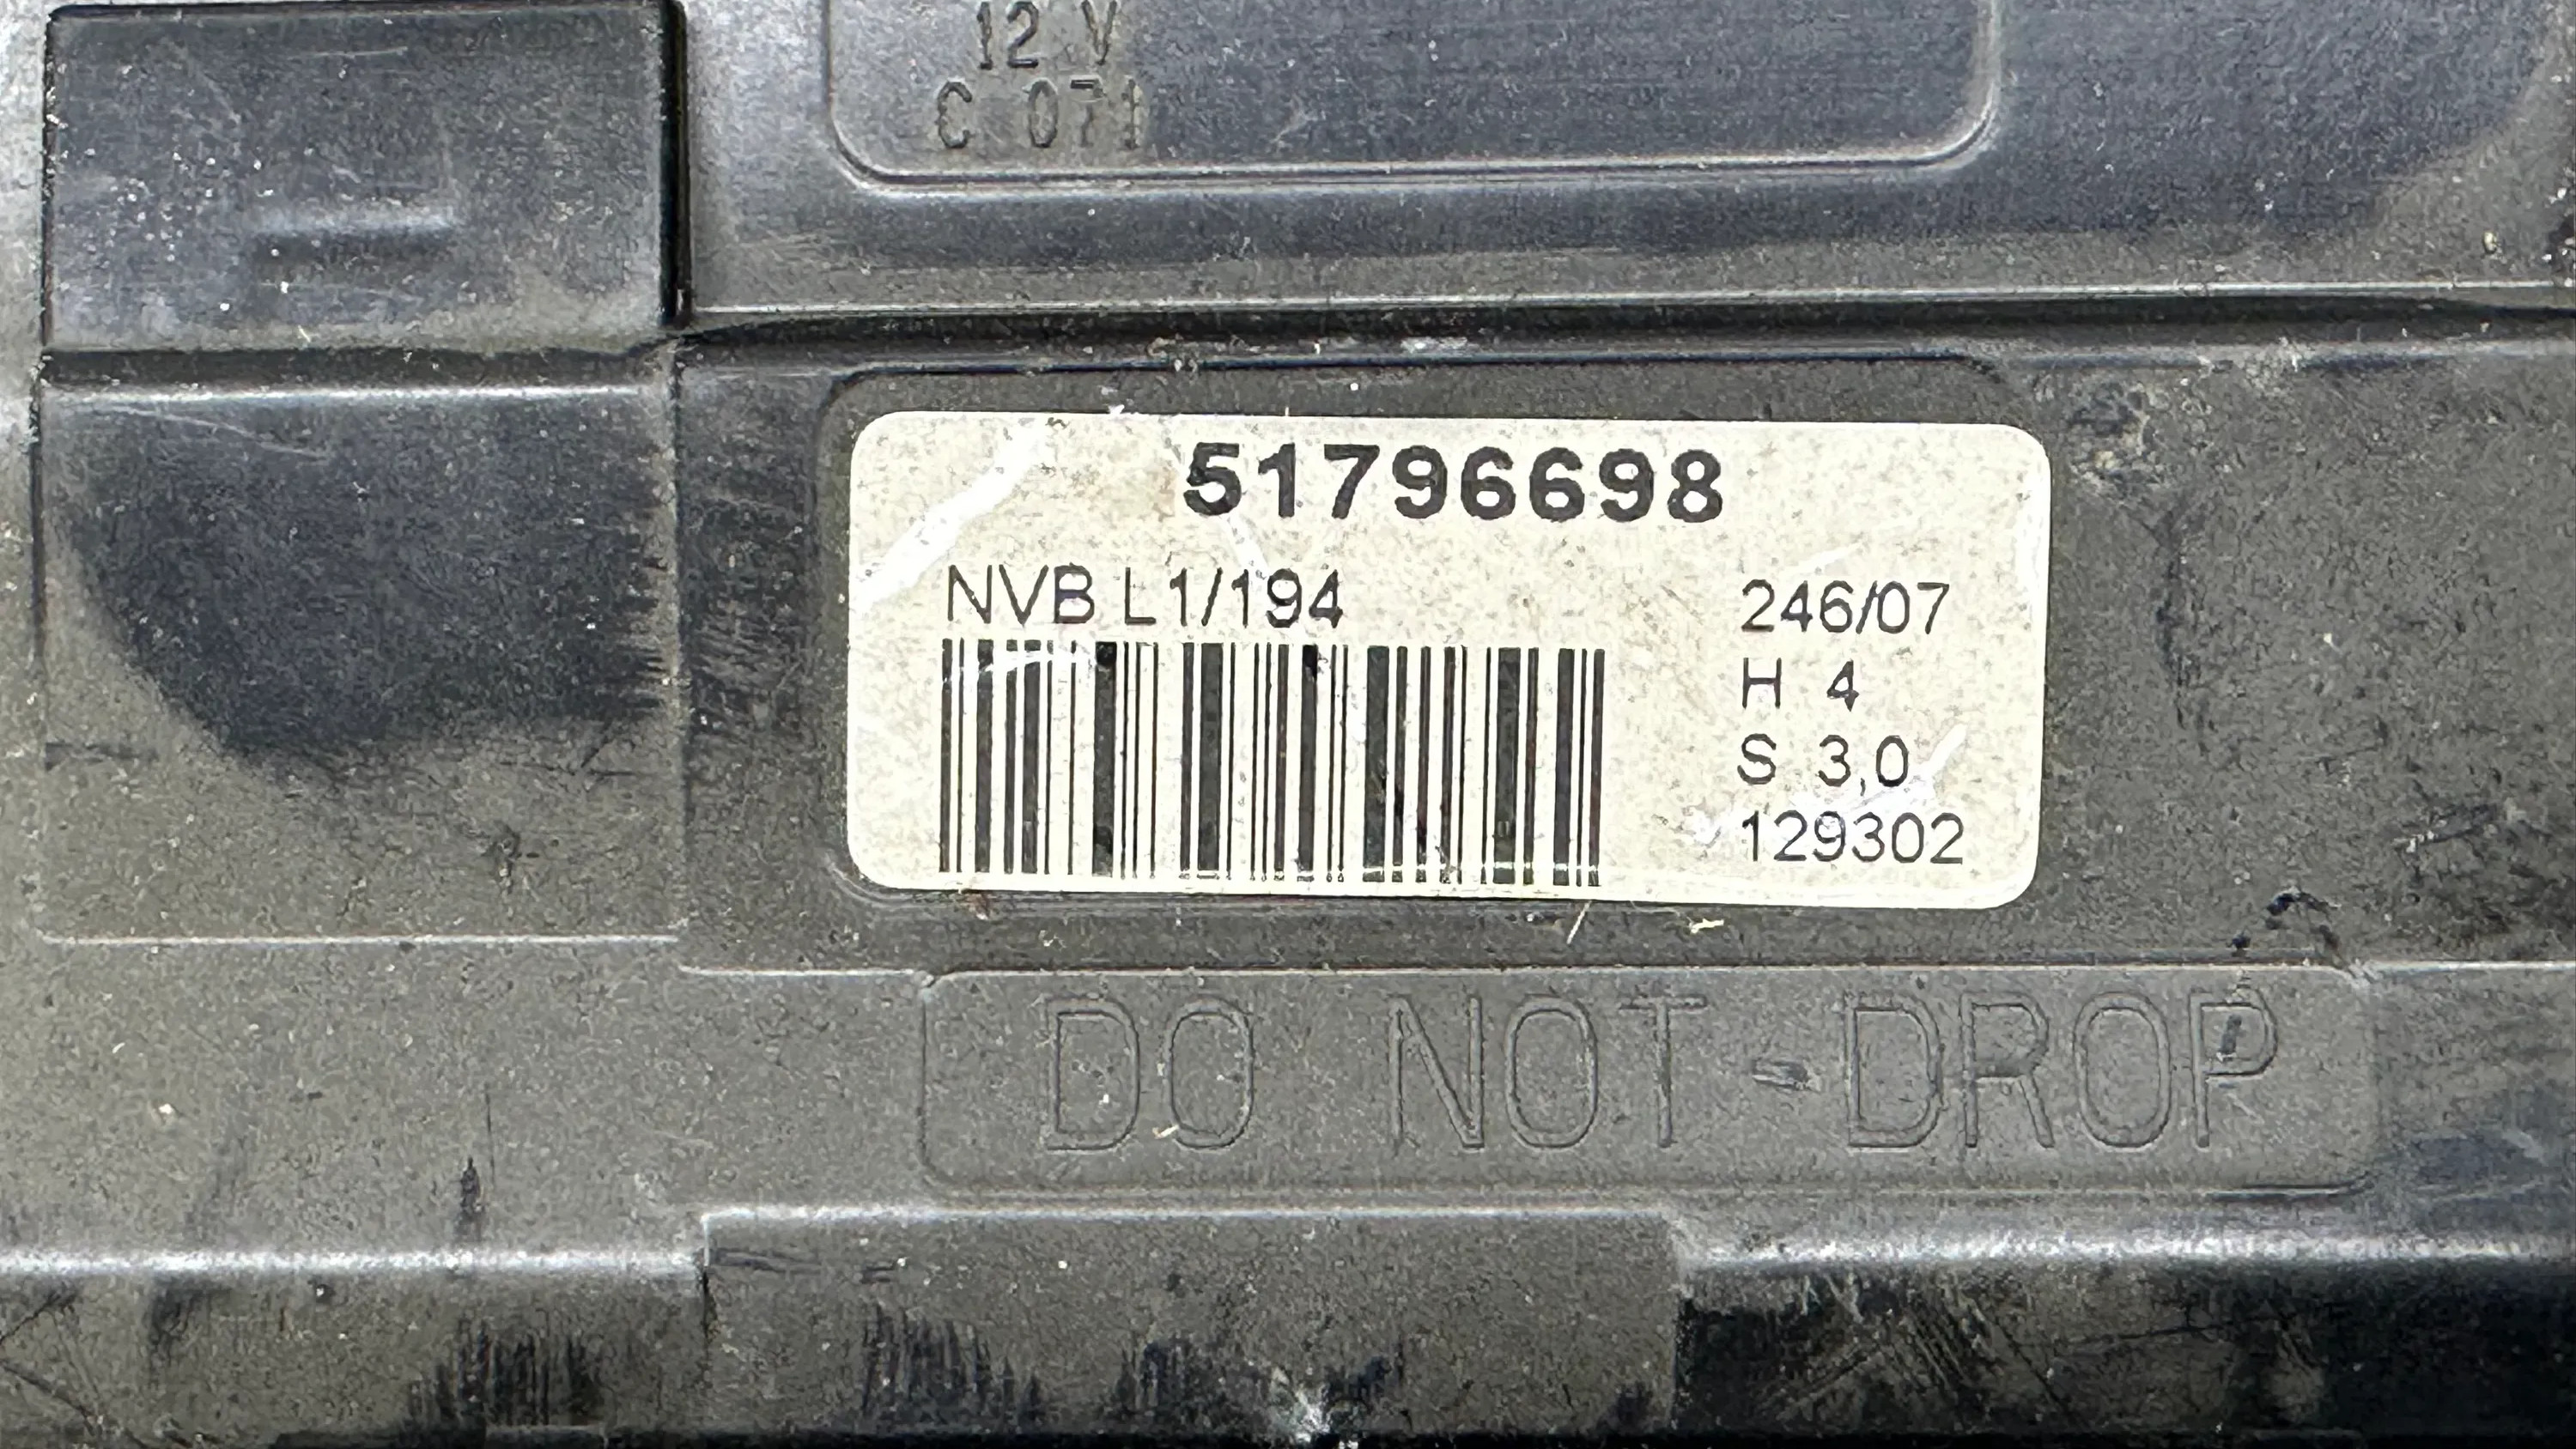 12 V
C 071
51796698
NVB L1/194
246/07
H 4
S 3,0
129302
DO NOT-DROP